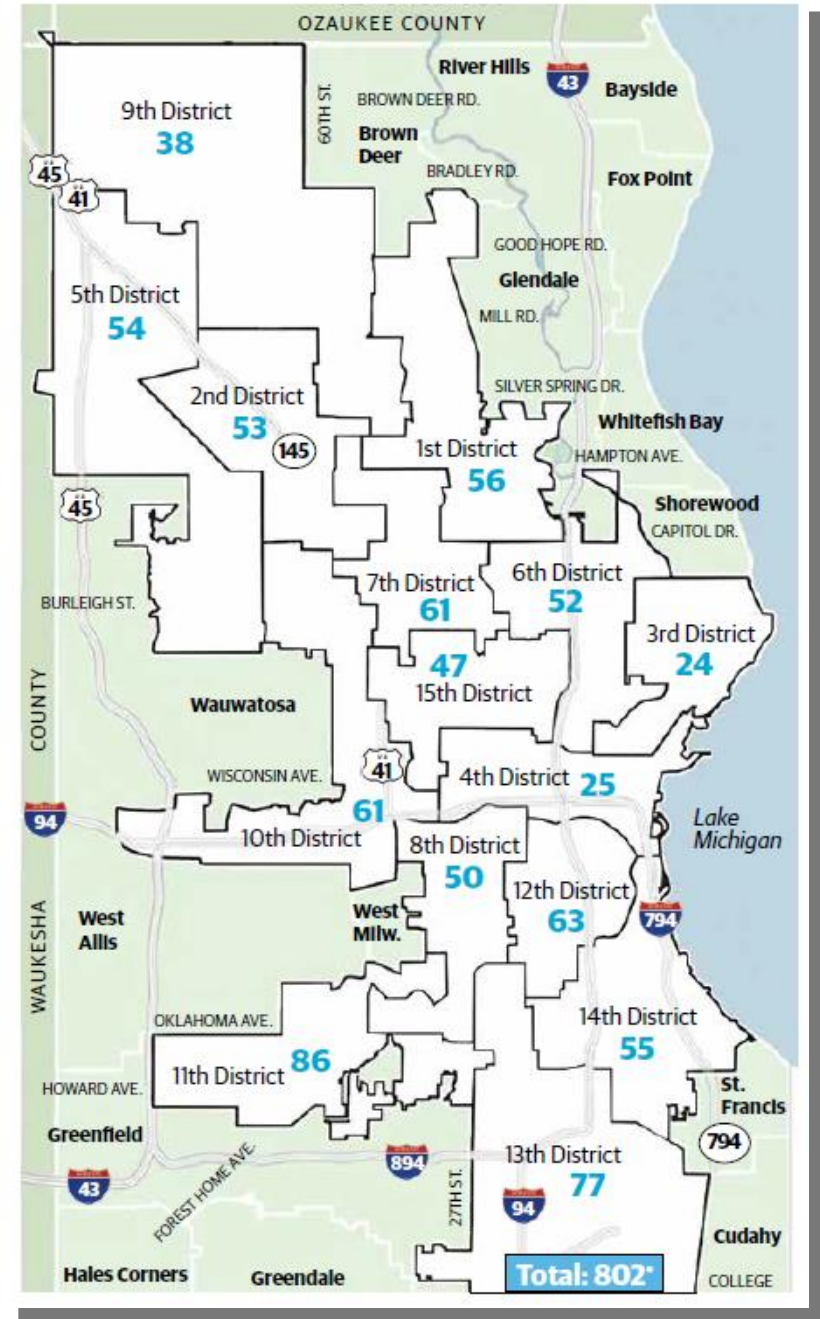 OZAUKEE COUNTY
River Hills
43
Bayside
9th District
38
60TH ST.
BROWN DEER RD.
Brown
Deer
BRADLEY RD.
Fox Point
45
41
GOOD HOPE RD.
Glendale
5th District
54
MILL RD.
SILVER SPRING DR.
2nd District
53
145
Whitefish Bay
1st District
56
HAMPTON AVE.
45
Shorewood
CAPITOL DR.
7th District
61
6th District
52
BURLEIGH ST.
3rd District
24
47
15th District
Wauwatosa
COUNTY
41
WISCONSIN AVE.
4th District 25
61
94
10th District
Lake
Michigan
8th District
50
12th District
63
West
Allis
West
Milw.
794
WAUKESHA
OKLAHOMA AVE.
14th District
55
11th District 86
HOWARD AVE.
St.
Francis
Greenfield
794
894
13th District
77
43
FOREST HOME AVE.
27TH ST.
94
Cudahy
Hales Corners
Greendale
Total: 802*
COLLEGE